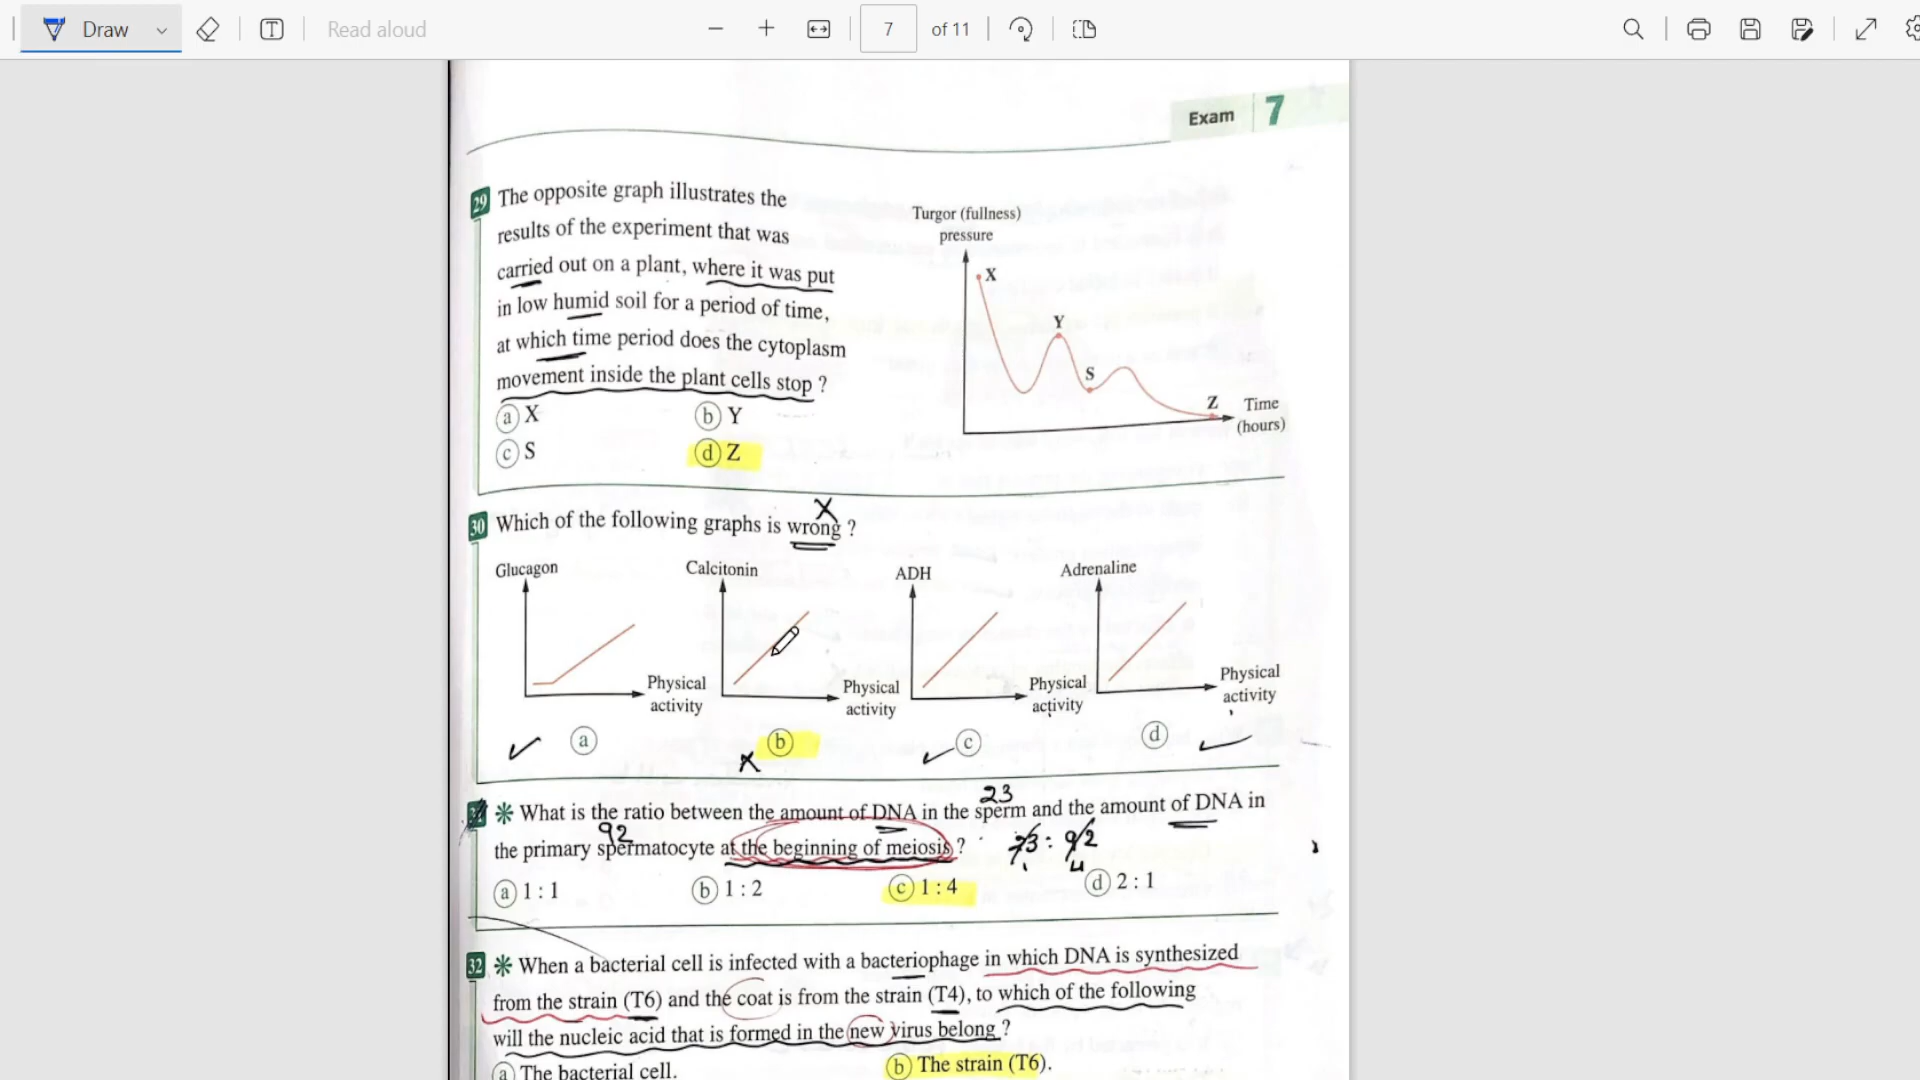 Draw
Read aloud
7 of 11
Exam 7
29 The opposite graph illustrates the
results of the experiment that was
carried out on a plant, where it was put
in low humid soil for a period of time,
at which time period does the cytoplasm
movement inside the plant cells stop ?
a X
b Y
c S
d Z
Turgor (fullness)
pressure
X
Y
S
Z
Time
(hours)
X
30 Which of the following graphs is wrong ?
Glucagon
Physical
activity
a
Calcitonin
Physical
activity
b
X
ADH
Physical
activity
c
Adrenaline
Physical
activity
d
23
* What is the ratio between the amount of DNA in the sperm and the amount of DNA in
92
the primary spermatocyte at the beginning of meiosis ?
23 : 92
1 4
a 1 : 1
b 1 : 2
c 1 : 4
d 2 : 1
32 * When a bacterial cell is infected with a bacteriophage in which DNA is synthesized
from the strain (T6) and the coat is from the strain (T4), to which of the following
will the nucleic acid that is formed in the new virus belong ?
a The bacterial cell.
b The strain (T6).